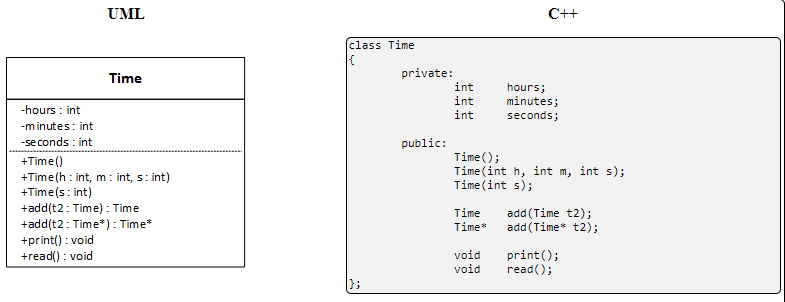 UML
Time
-hours : int
-minutes : int
-seconds : int
+Time()
+Time(h : int, m : int, s : int)
+Time(s : int)
+add(t2 : Time) : Time
+add(t2 : Time*) : Time*
+print() : void
+read() : void
C++
class Time
{
private:
int hours;
int minutes;
int seconds;
public:
Time();
Time(int h, int m, int s);
Time(int s);
Time add(Time t2);
Time* add(Time* t2);
void print();
void read();
};